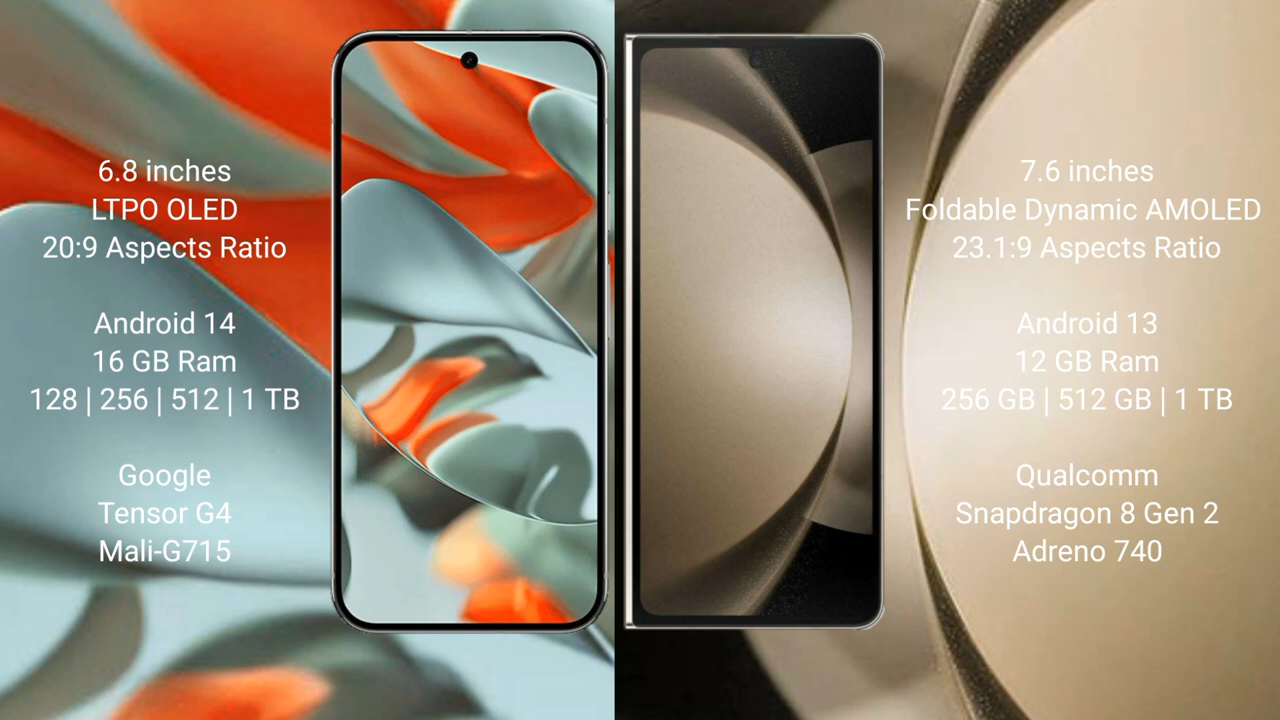 6.8 inches
LTPO OLED
20:9 Aspects Ratio
Android 14
16 GB Ram
128 | 256 | 512 | 1 TB
Google
Tensor G4
Mali-G715
7.6 inches
Foldable Dynamic AMOLED
23.1:9 Aspects Ratio
Android 13
12 GB Ram
256 GB | 512 GB | 1 TB
Qualcomm
Snapdragon 8 Gen 2
Adreno 740